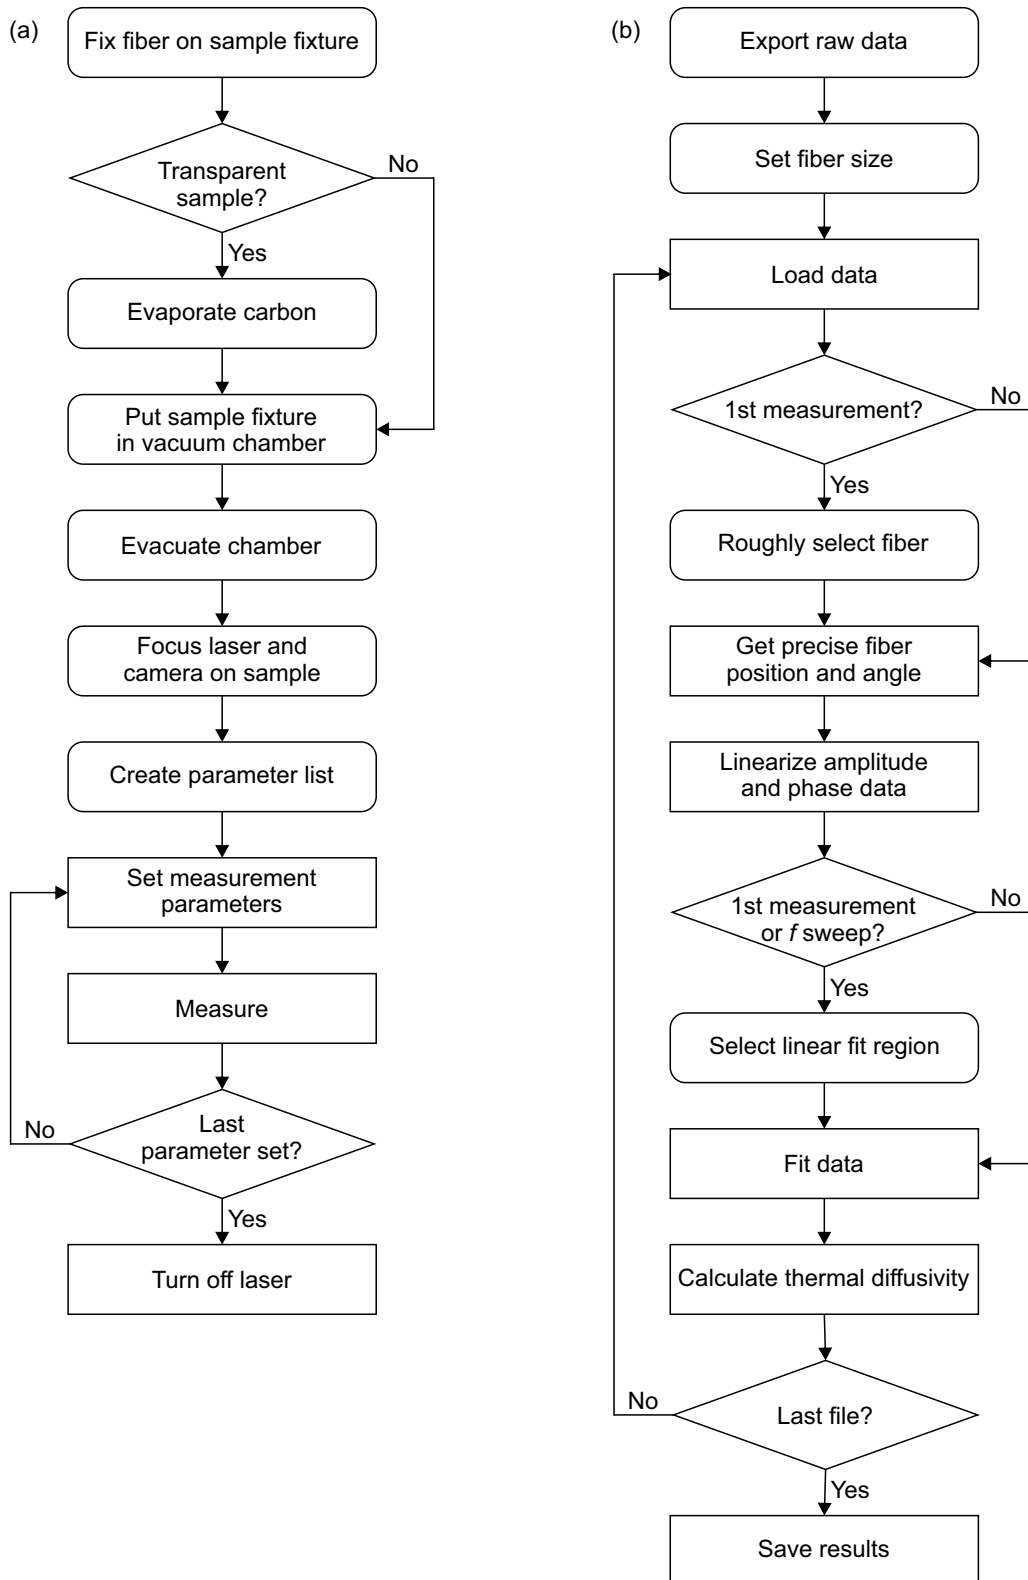 (a)
Fix fiber on sample fixture
Transparent
sample?
No
Yes
Evaporate carbon
Put sample fixture
in vacuum chamber
Evacuate chamber
Focus laser and
camera on sample
Create parameter list
Set measurement
parameters
Measure
Last
parameter set?
No
Yes
Turn off laser
(b)
Export raw data
Set fiber size
Load data
1st measurement?
No
Yes
Roughly select fiber
Get precise fiber
position and angle
Linearize amplitude
and phase data
1st measurement
or f sweep?
No
Yes
Select linear fit region
Fit data
Calculate thermal diffusivity
Last file?
No
Yes
Save results